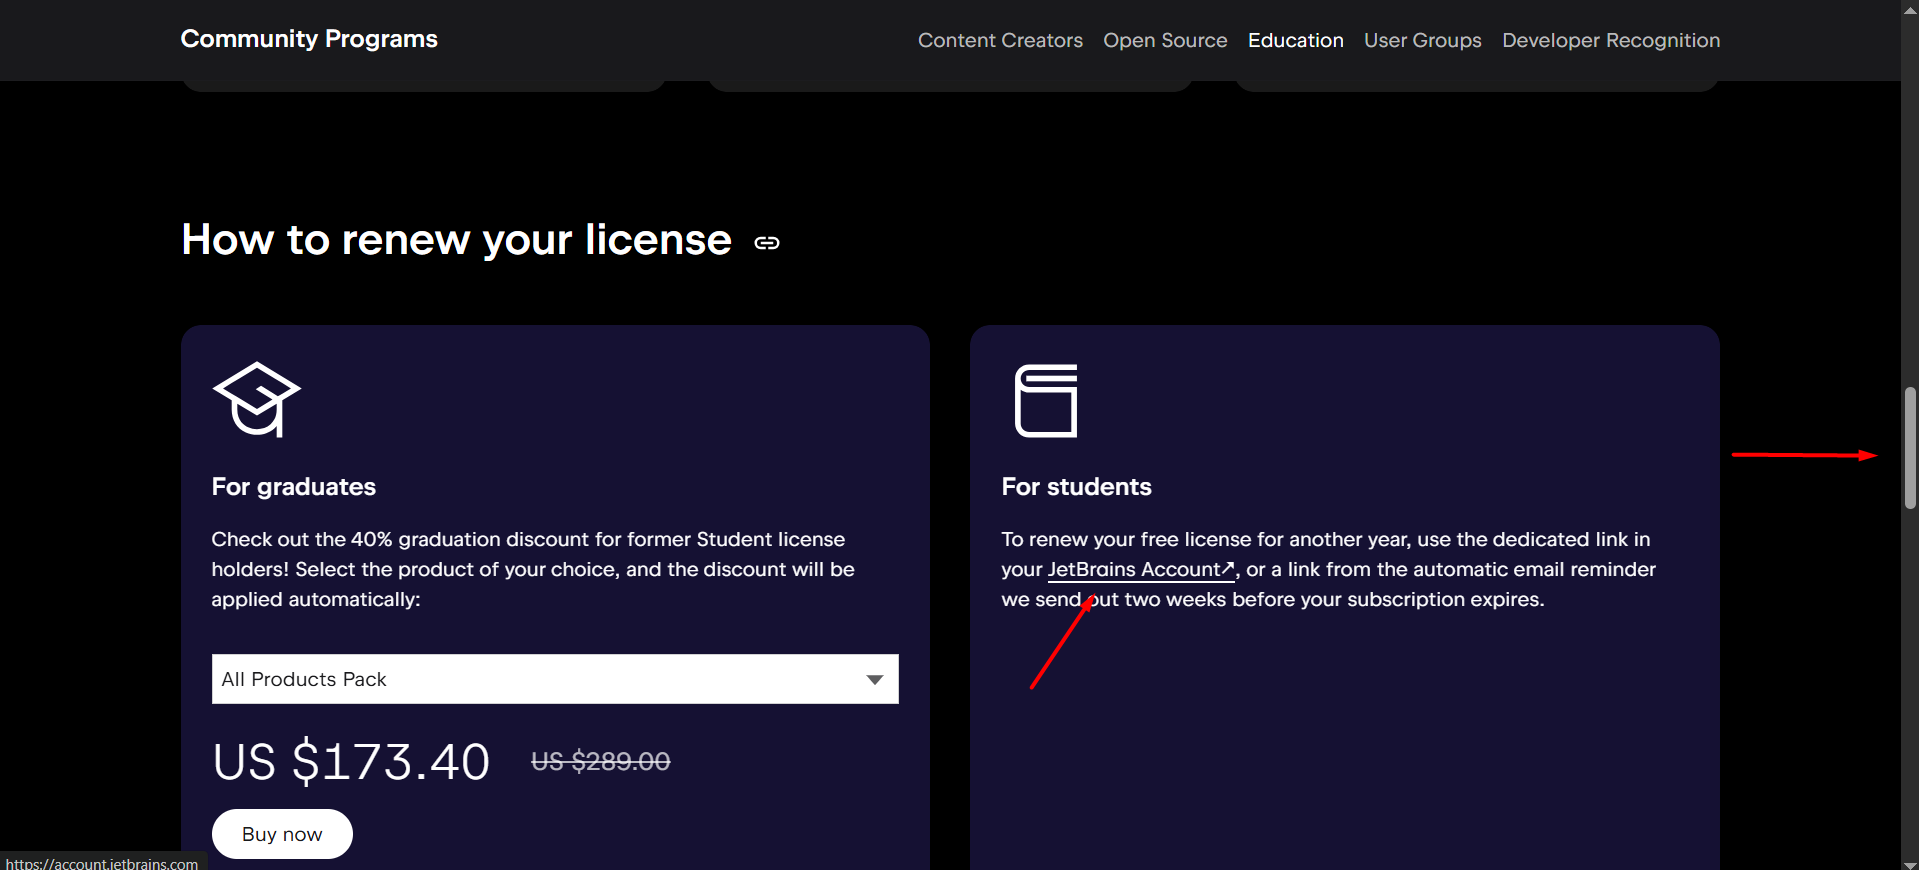 Community Programs
Content Creators Open Source Education User Groups Developer Recognition
How to renew your license
For graduates
Check out the 40% graduation discount for former Student license
holders! Select the product of your choice, and the discount will be
applied automatically:
All Products Pack
US $173.40 US $289.00
Buy now
For students
To renew your free license for another year, use the dedicated link in
your JetBrains Account↗, or a link from the automatic email reminder
we send out two weeks before your subscription expires.
https://account.jetbrains.com